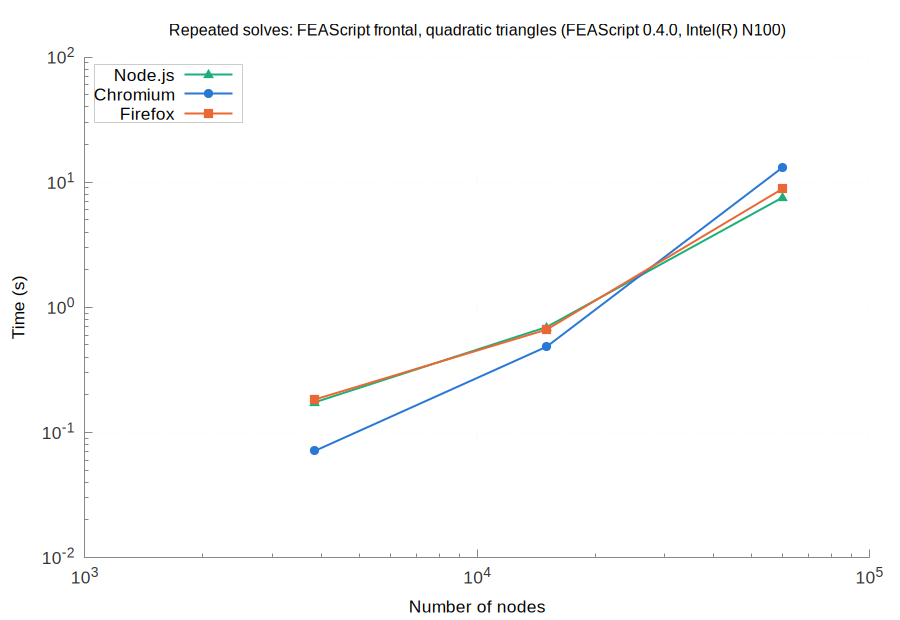 Repeated solves: FEAScript frontal, quadratic triangles (FEAScript 0.4.0, Intel(R) N100)
10²
Node.js
Chromium
Firefox
10¹
10⁰
Time (s)
10⁻¹
10⁻²
10³
10⁴
10⁵
Number of nodes